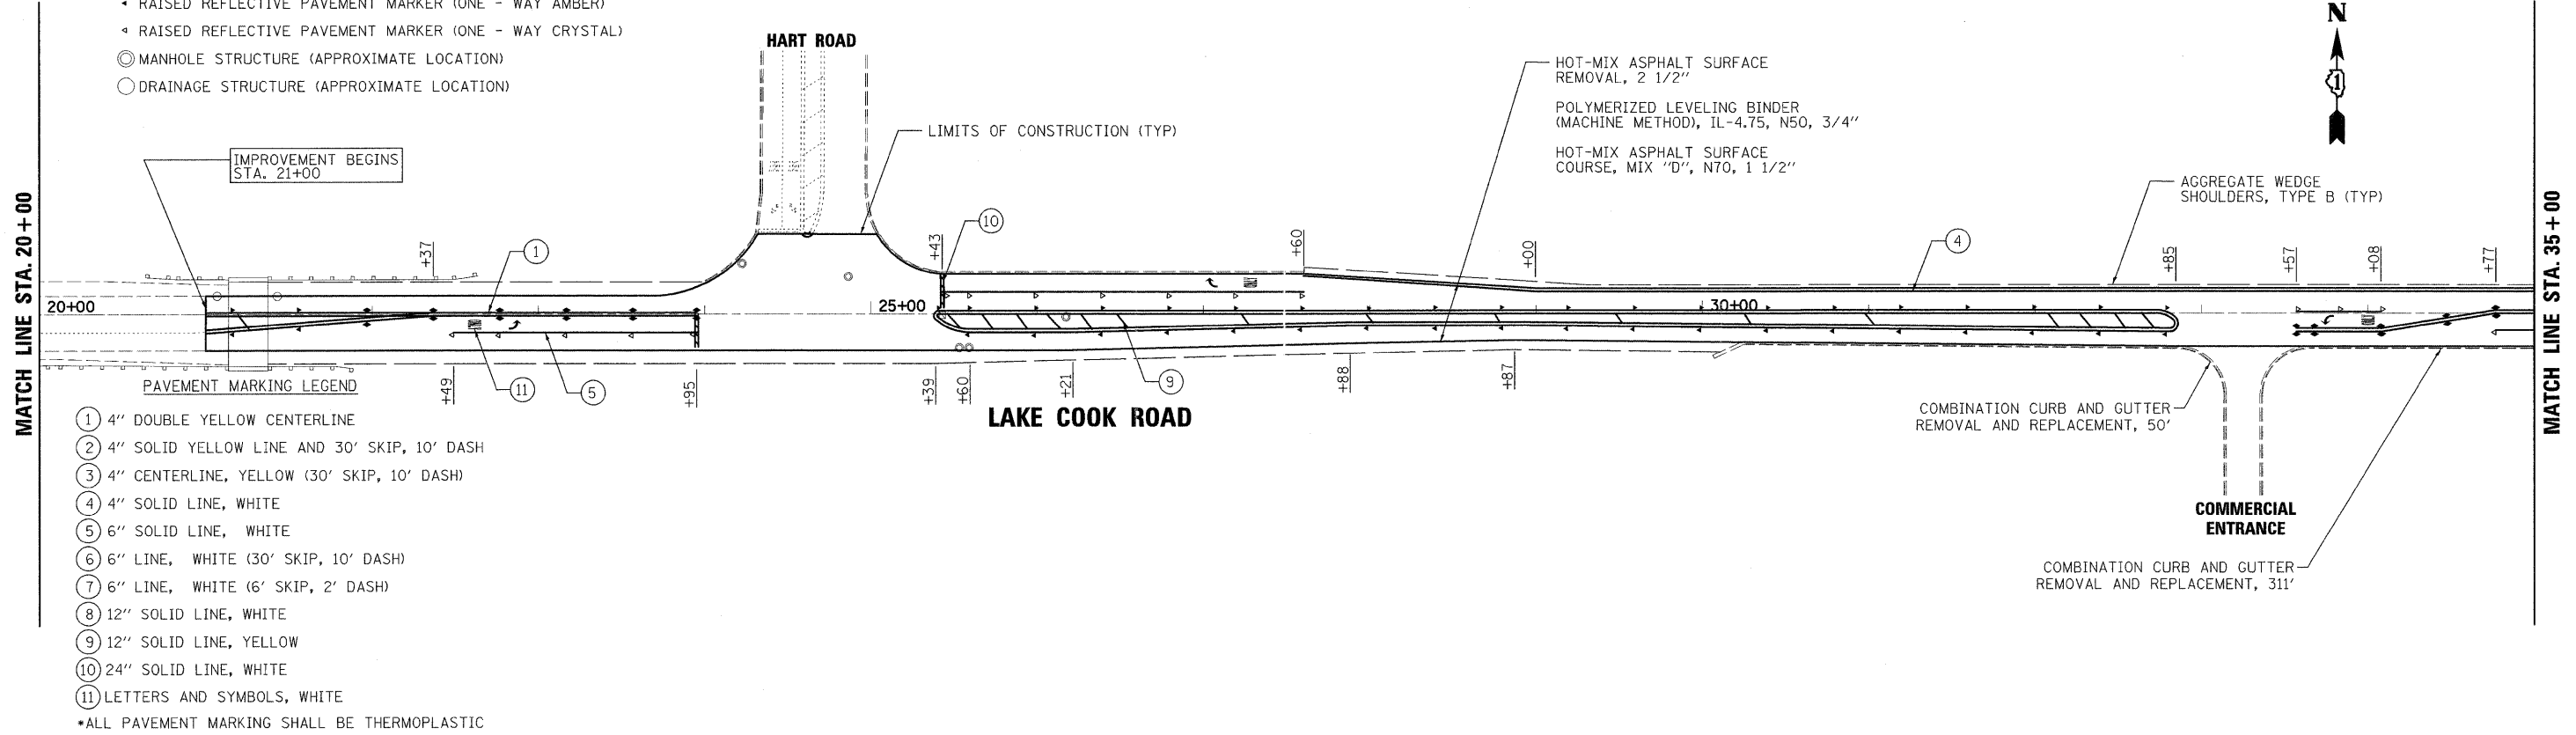 RAISED REFLECTIVE PAVEMENT MARKER (ONE - WAY AMBER)
RAISED REFLECTIVE PAVEMENT MARKER (ONE - WAY CRYSTAL)
MANHOLE STRUCTURE (APPROXIMATE LOCATION)
DRAINAGE STRUCTURE (APPROXIMATE LOCATION)
HART ROAD
N
1
HOT-MIX ASPHALT SURFACE
REMOVAL, 2 1/2"
POLYMERIZED LEVELING BINDER
(MACHINE METHOD), IL-4.75, N50, 3/4"
HOT-MIX ASPHALT SURFACE
COURSE, MIX "D", N70, 1 1/2"
LIMITS OF CONSTRUCTION (TYP)
IMPROVEMENT BEGINS
STA. 21+00
AGGREGATE WEDGE
SHOULDERS, TYPE B (TYP)
MATCH LINE STA. 20+00
MATCH LINE STA. 35+00
+37
1
+43
10
+60
+00
4
+85
+57
+08
+77
20+00
25+00
30+00
+49
11
5
+95
+39
+60
+21
9
+88
+87
LAKE COOK ROAD
COMBINATION CURB AND GUTTER
REMOVAL AND REPLACEMENT, 50'
COMMERCIAL
ENTRANCE
COMBINATION CURB AND GUTTER
REMOVAL AND REPLACEMENT, 311'
PAVEMENT MARKING LEGEND
1 4" DOUBLE YELLOW CENTERLINE
2 4" SOLID YELLOW LINE AND 30' SKIP, 10' DASH
3 4" CENTERLINE, YELLOW (30' SKIP, 10' DASH)
4 4" SOLID LINE, WHITE
5 6" SOLID LINE, WHITE
6 6" LINE, WHITE (30' SKIP, 10' DASH)
7 6" LINE, WHITE (6' SKIP, 2' DASH)
8 12" SOLID LINE, WHITE
9 12" SOLID LINE, YELLOW
10 24" SOLID LINE, WHITE
11 LETTERS AND SYMBOLS, WHITE
*ALL PAVEMENT MARKING SHALL BE THERMOPLASTIC